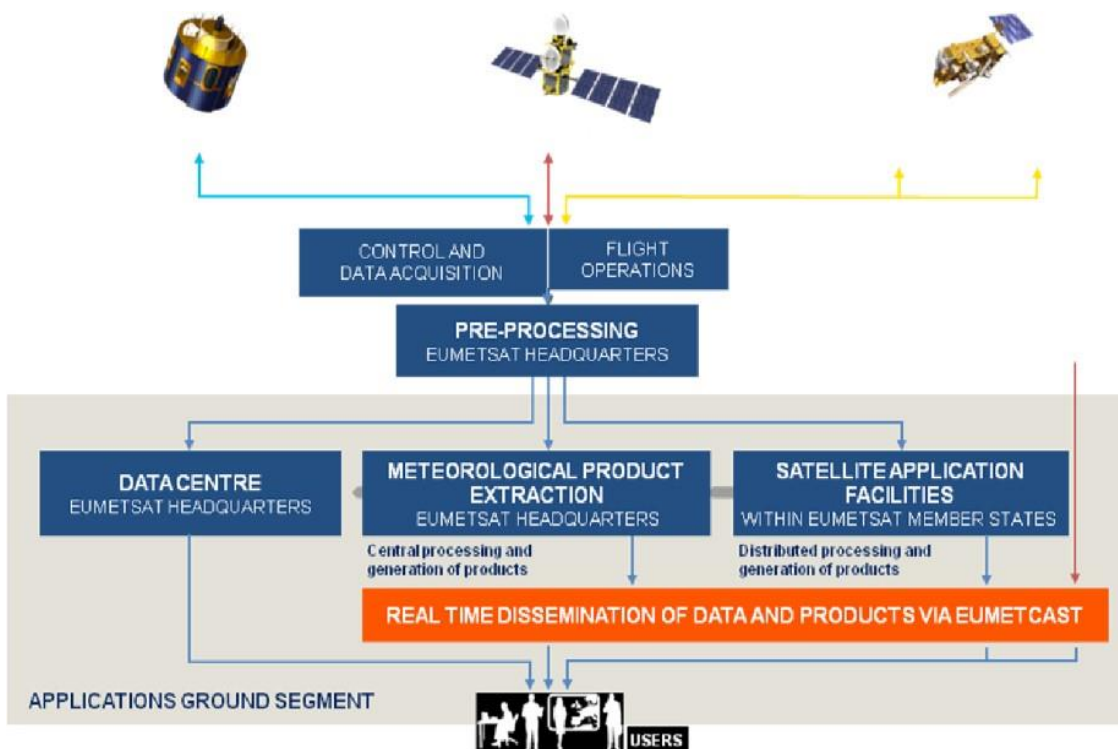 CONTROL AND
DATA ACQUISITION
FLIGHT
OPERATIONS
PRE-PROCESSING
EUMETSAT HEADQUARTERS
DATA CENTRE
EUMETSAT HEADQUARTERS
METEOROLOGICAL PRODUCT
EXTRACTION
EUMETSAT HEADQUARTERS
SATELLITE APPLICATION
FACILITIES
WITHIN EUMETSAT MEMBER STATES
Central processing and
generation of products
Distributed processing and
generation of products
REAL TIME DISSEMINATION OF DATA AND PRODUCTS VIA EUMETCAST
APPLICATIONS GROUND SEGMENT
USERS